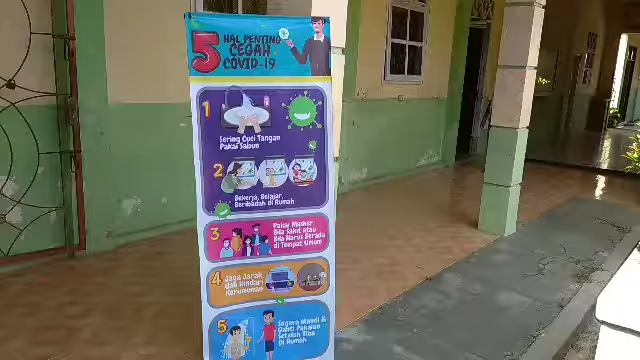 5 HAL PENTING
CEGAH
COVID-19
1
Sering Cuci Tangan
Pakai Sabun
2
Bekerja, Belajar,
Beribadah di Rumah
3
Pakai Masker
Bila Sakit atau
Bila Harus Berada
di Tempat Umum
4
Jaga Jarak
dan Hindari
Kerumunan
5
Segera Mandi &
Ganti Pakaian
Setelah Tiba
Di Rumah